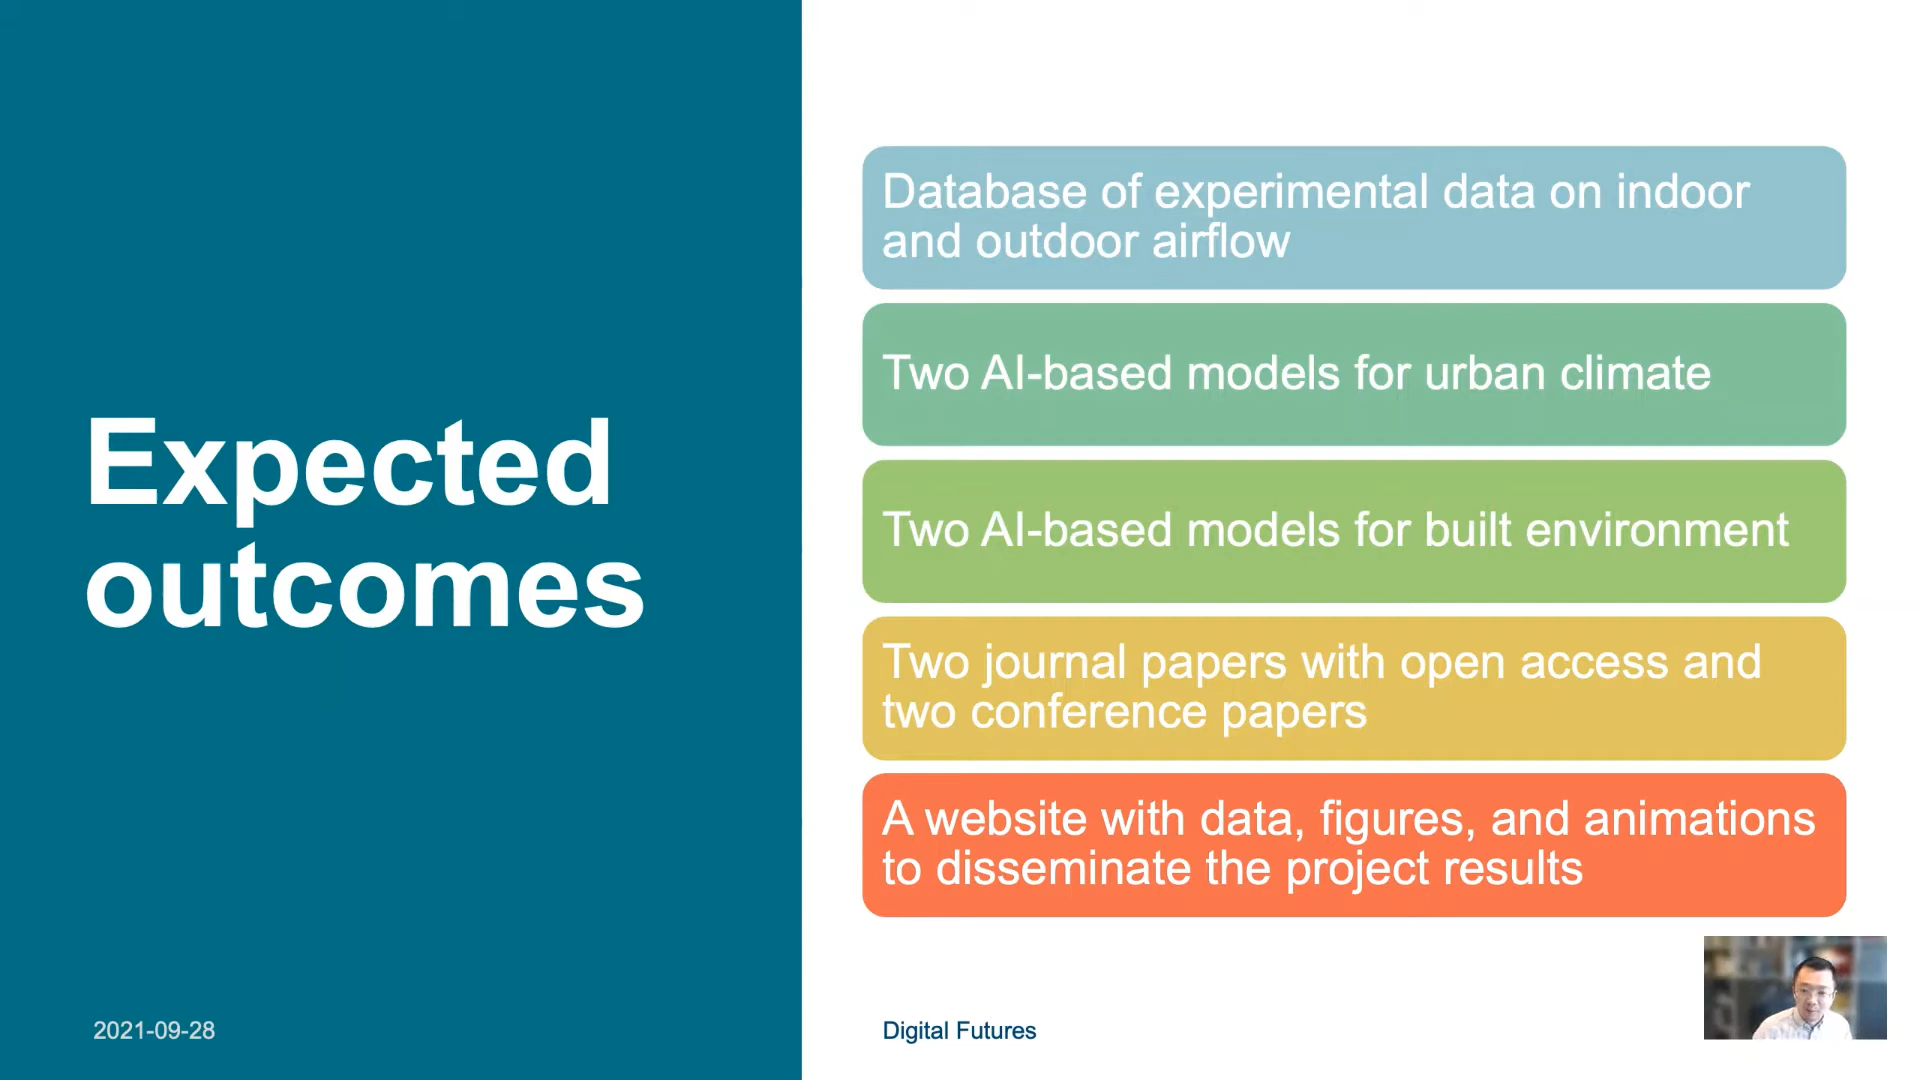 Expected
outcomes
Database of experimental data on indoor
and outdoor airflow
Two AI-based models for urban climate
Two AI-based models for built environment
Two journal papers with open access and
two conference papers
A website with data, figures, and animations
to disseminate the project results
2021-09-28
Digital Futures